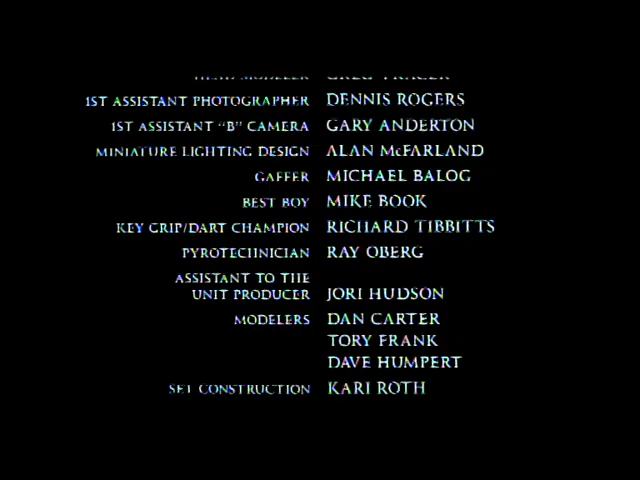 1ST ASSISTANT PHOTOGRAPHER DENNIS ROGERS
1ST ASSISTANT "B" CAMERA GARY ANDERTON
MINIATURE LIGHTING DESIGN ALAN McFARLAND
GAFFER MICHAEL BALOG
BEST BOY MIKE BOOK
KEY GRIP/DART CHAMPION RICHARD TIBBITTS
PYROTECHNICIAN RAY OBERG
ASSISTANT TO THE
UNIT PRODUCER JORI HUDSON
MODELERS DAN CARTER
TORY FRANK
DAVE HUMPERT
SET CONSTRUCTION KARI ROTH